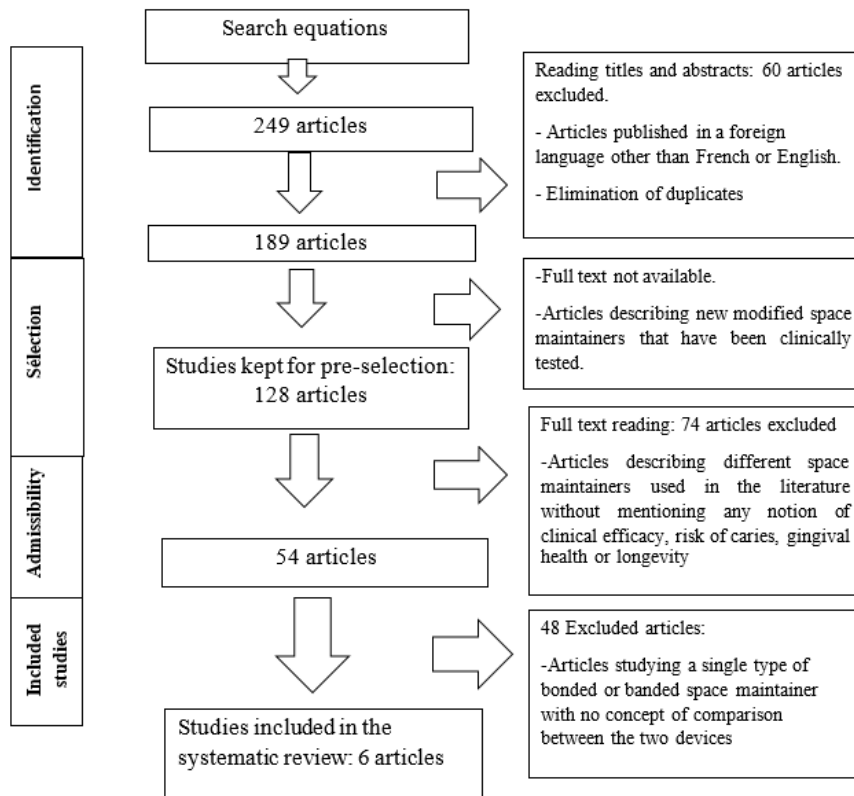 Search equations
Identification
249 articles
Reading titles and abstracts: 60 articles
excluded.
- Articles published in a foreign
language other than French or English.
- Elimination of duplicates
189 articles
Sélection
-Full text not available.
-Articles describing new modified space
maintainers that have been clinically
tested.
Studies kept for pre-selection:
128 articles
Admissibility
Full text reading: 74 articles excluded
-Articles describing different space
maintainers used in the literature
without mentioning any notion of
clinical efficacy, risk of caries, gingival
health or longevity
54 articles
Included
studies
48 Excluded articles:
-Articles studying a single type of
bonded or banded space maintainer
with no concept of comparison
between the two devices
Studies included in the
systematic review: 6 articles